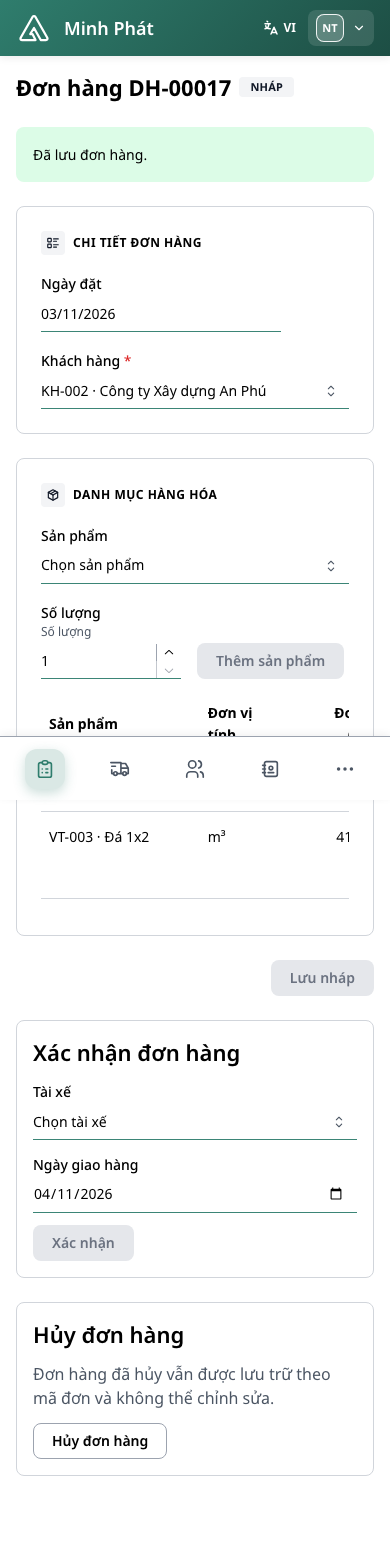 Minh Phát
VI
NT
Đơn hàng DH-00017
NHÁP
Đã lưu đơn hàng.
CHI TIẾT ĐƠN HÀNG
Ngày đặt
03/11/2026
Khách hàng *
KH-002 · Công ty Xây dựng An Phú
DANH MỤC HÀNG HÓA
Sản phẩm
Chọn sản phẩm
Số lượng
Số lượng
1
Thêm sản phẩm
Sản phẩm
Đơn vị
tính
VT-003 · Đá 1x2
m³
41
Lưu nháp
Xác nhận đơn hàng
Tài xế
Chọn tài xế
Ngày giao hàng
04/11/2026
Xác nhận
Hủy đơn hàng
Đơn hàng đã hủy vẫn được lưu trữ theo
mã đơn và không thể chỉnh sửa.
Hủy đơn hàng